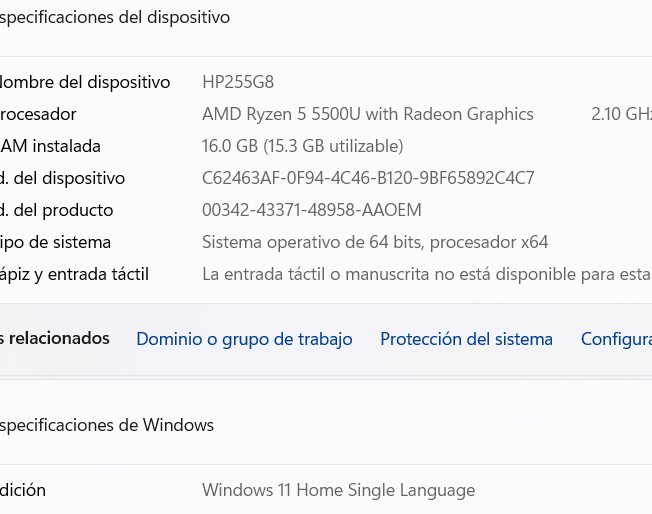 specificaciones del dispositivo
Nombre del dispositivo HP255G8
rocesador AMD Ryzen 5 5500U with Radeon Graphics 2.10 GHz
AM instalada 16.0 GB (15.3 GB utilizable)
d. del dispositivo C62463AF-0F94-4C46-B120-9BF65892C4C7
d. del producto 00342-43371-48958-AAOEM
ipo de sistema Sistema operativo de 64 bits, procesador x64
ápiz y entrada táctil La entrada táctil o manuscrita no está disponible para esta
s relacionados Dominio o grupo de trabajo Protección del sistema Configura
specificaciones de Windows
dición Windows 11 Home Single Language